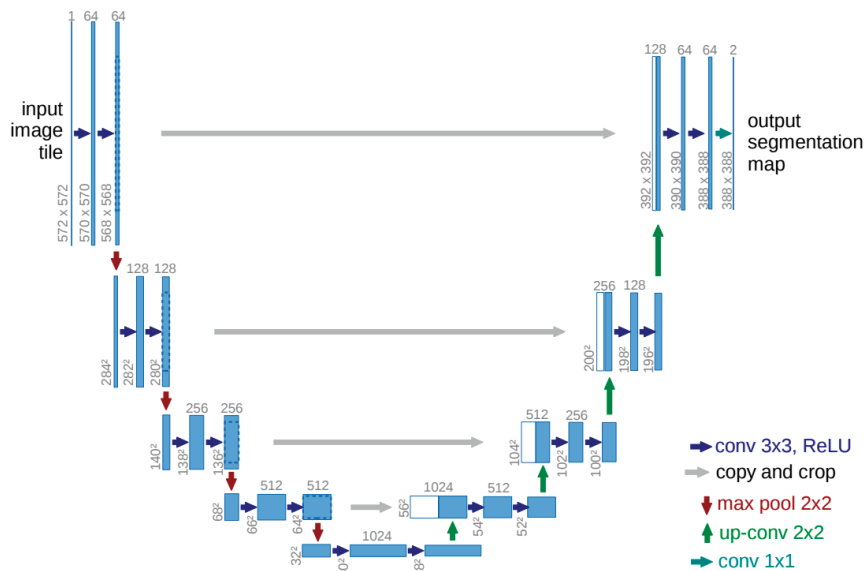 1 64 64
input
image
tile
572 x 572
570 x 570
568 x 568
128 64 64 2
output
segmentation
map
392 x 392
390 x 390
388 x 388
388 x 388
128 128
284²
282²
280²
256 128
200²
198²
196²
256 256
140²
138²
136²
512 256
104²
102²
100²
512 512
68²
66²
64²
1024 512
56²
54²
52²
1024
32²
0²
8²
conv 3x3, ReLU
copy and crop
max pool 2x2
up-conv 2x2
conv 1x1